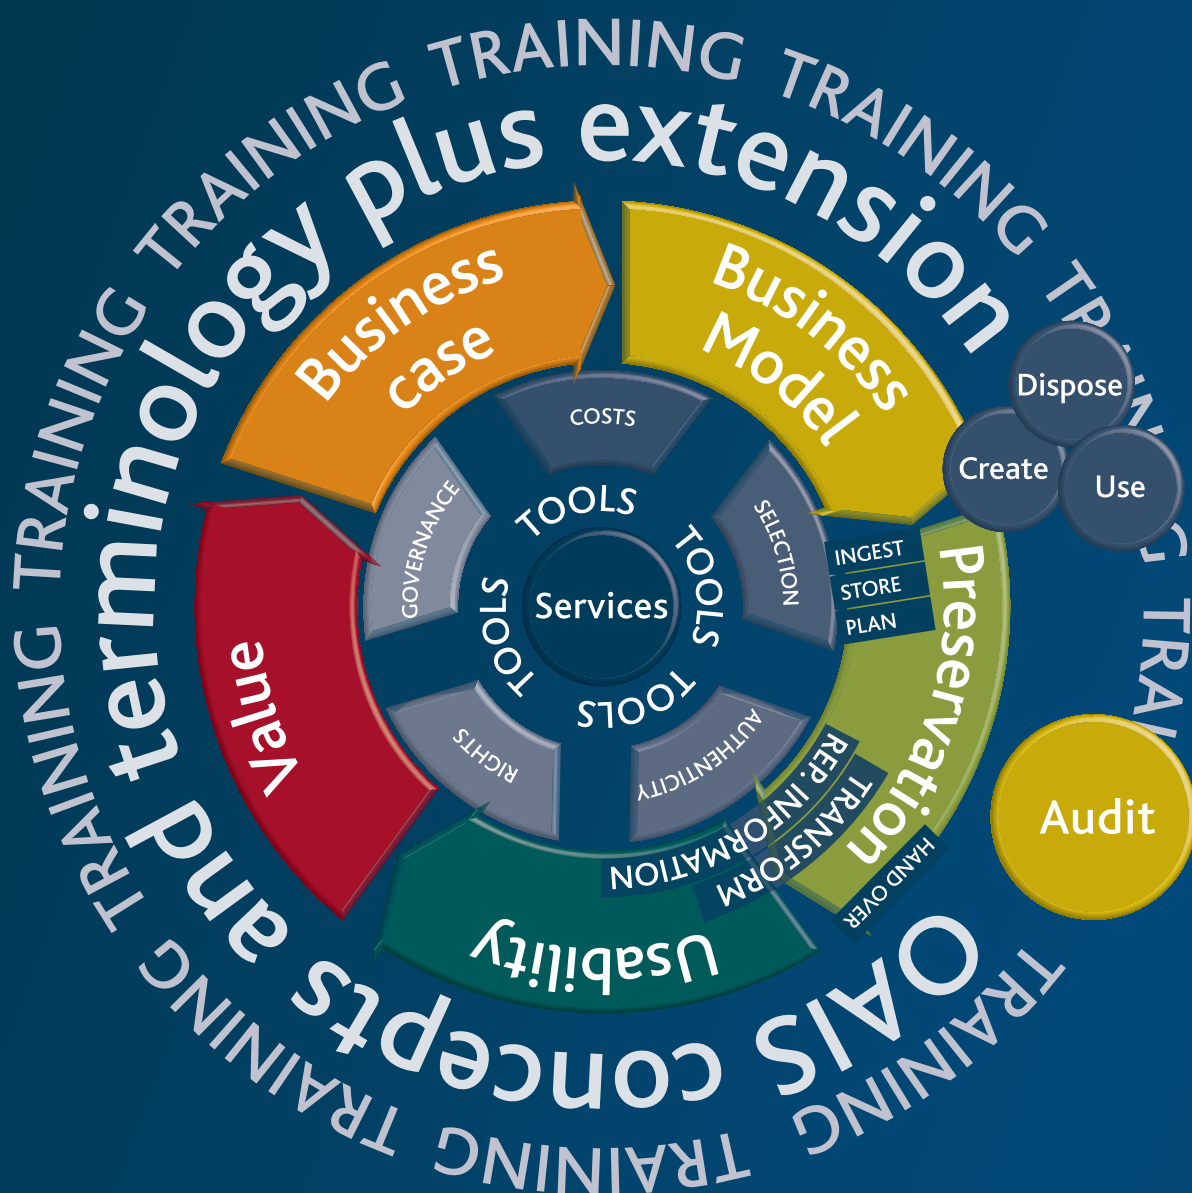 TRAINING
TRAINING
TRAINING
TRAI
TRAINING
TRAINING
TRAINING
TRAINING
TRAINING
TRAINING
OAIS concepts and terminology plus extension
Business
case
Business
Model
Dispose
Create
Use
Preservation
INGEST
STORE
PLAN
REP. INFORMATION
TRANSFORM
HAND OVER
Audit
Usability
Value
COSTS
SELECTION
AUTHENTICITY
RIGHTS
GOVERNANCE
TOOLS
TOOLS
TOOLS
TOOLS
Services